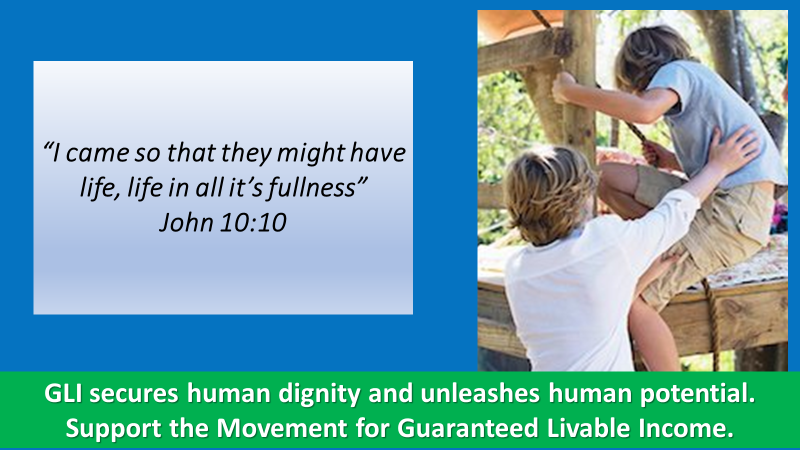 “I came so that they might have
life, life in all it’s fullness”
John 10:10
GLI secures human dignity and unleashes human potential.
Support the Movement for Guaranteed Livable Income.